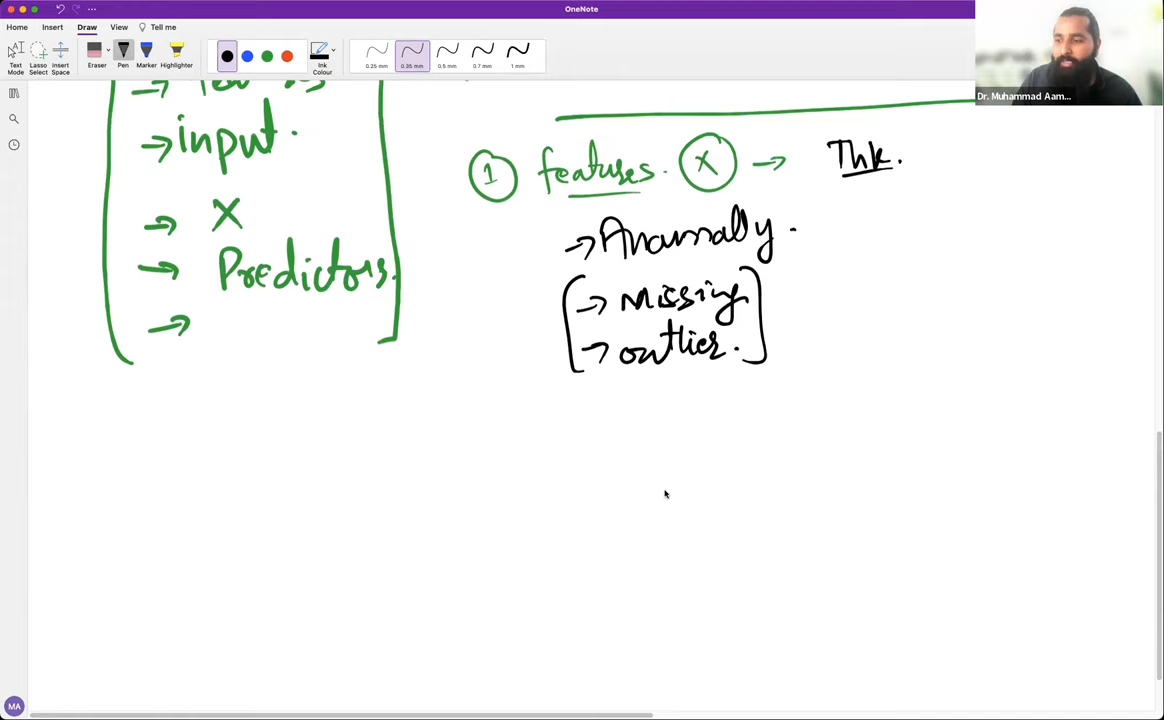 OneNote
Home Insert Draw View Tell me
Text Mode
Lasso Select
Insert Space
Eraser
Pen
Marker
Highlighter
0.25 mm
0.35 mm
0.5 mm
0.7 mm
1 mm
Ink Colour
Dr. Muhammad Aam...
→ input.
→ X
→ Predictors.
→
1 features. X → Thk.
→ Anamally.
→ Missing
→ outlier.
MA